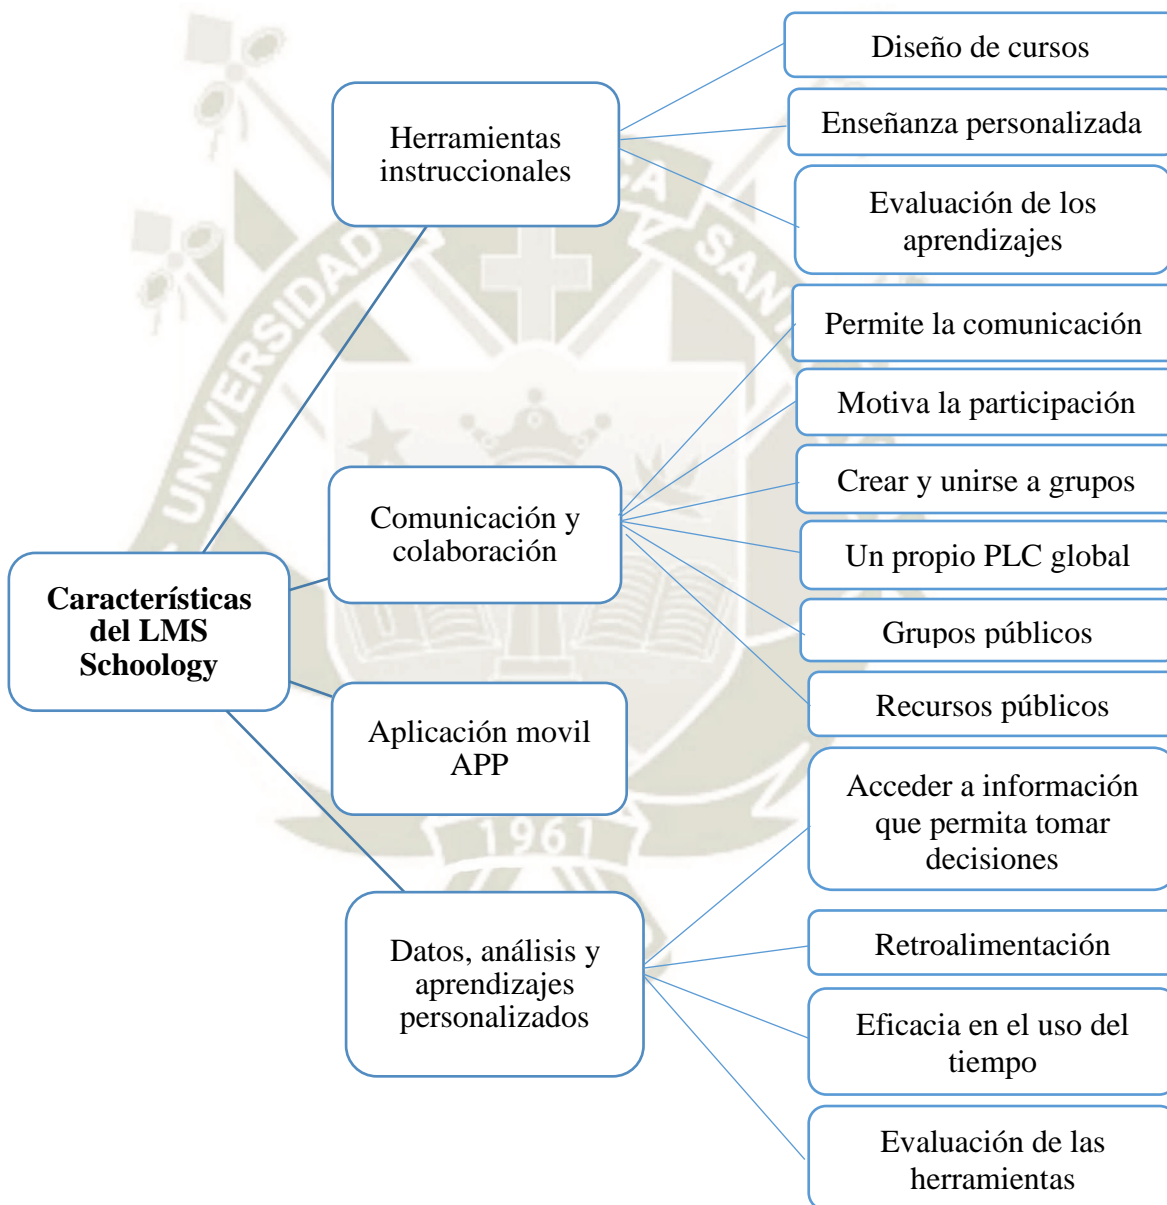 Características
del LMS
Schoology
Herramientas
instruccionales
Diseño de cursos
Enseñanza personalizada
Evaluación de los
aprendizajes
Comunicación y
colaboración
Permite la comunicación
Motiva la participación
Crear y unirse a grupos
Un propio PLC global
Grupos públicos
Recursos públicos
Aplicación movil
APP
Datos, análisis y
aprendizajes
personalizados
Acceder a información
que permita tomar
decisiones
Retroalimentación
Eficacia en el uso del
tiempo
Evaluación de las
herramientas
UNIVERSIDAD
1961